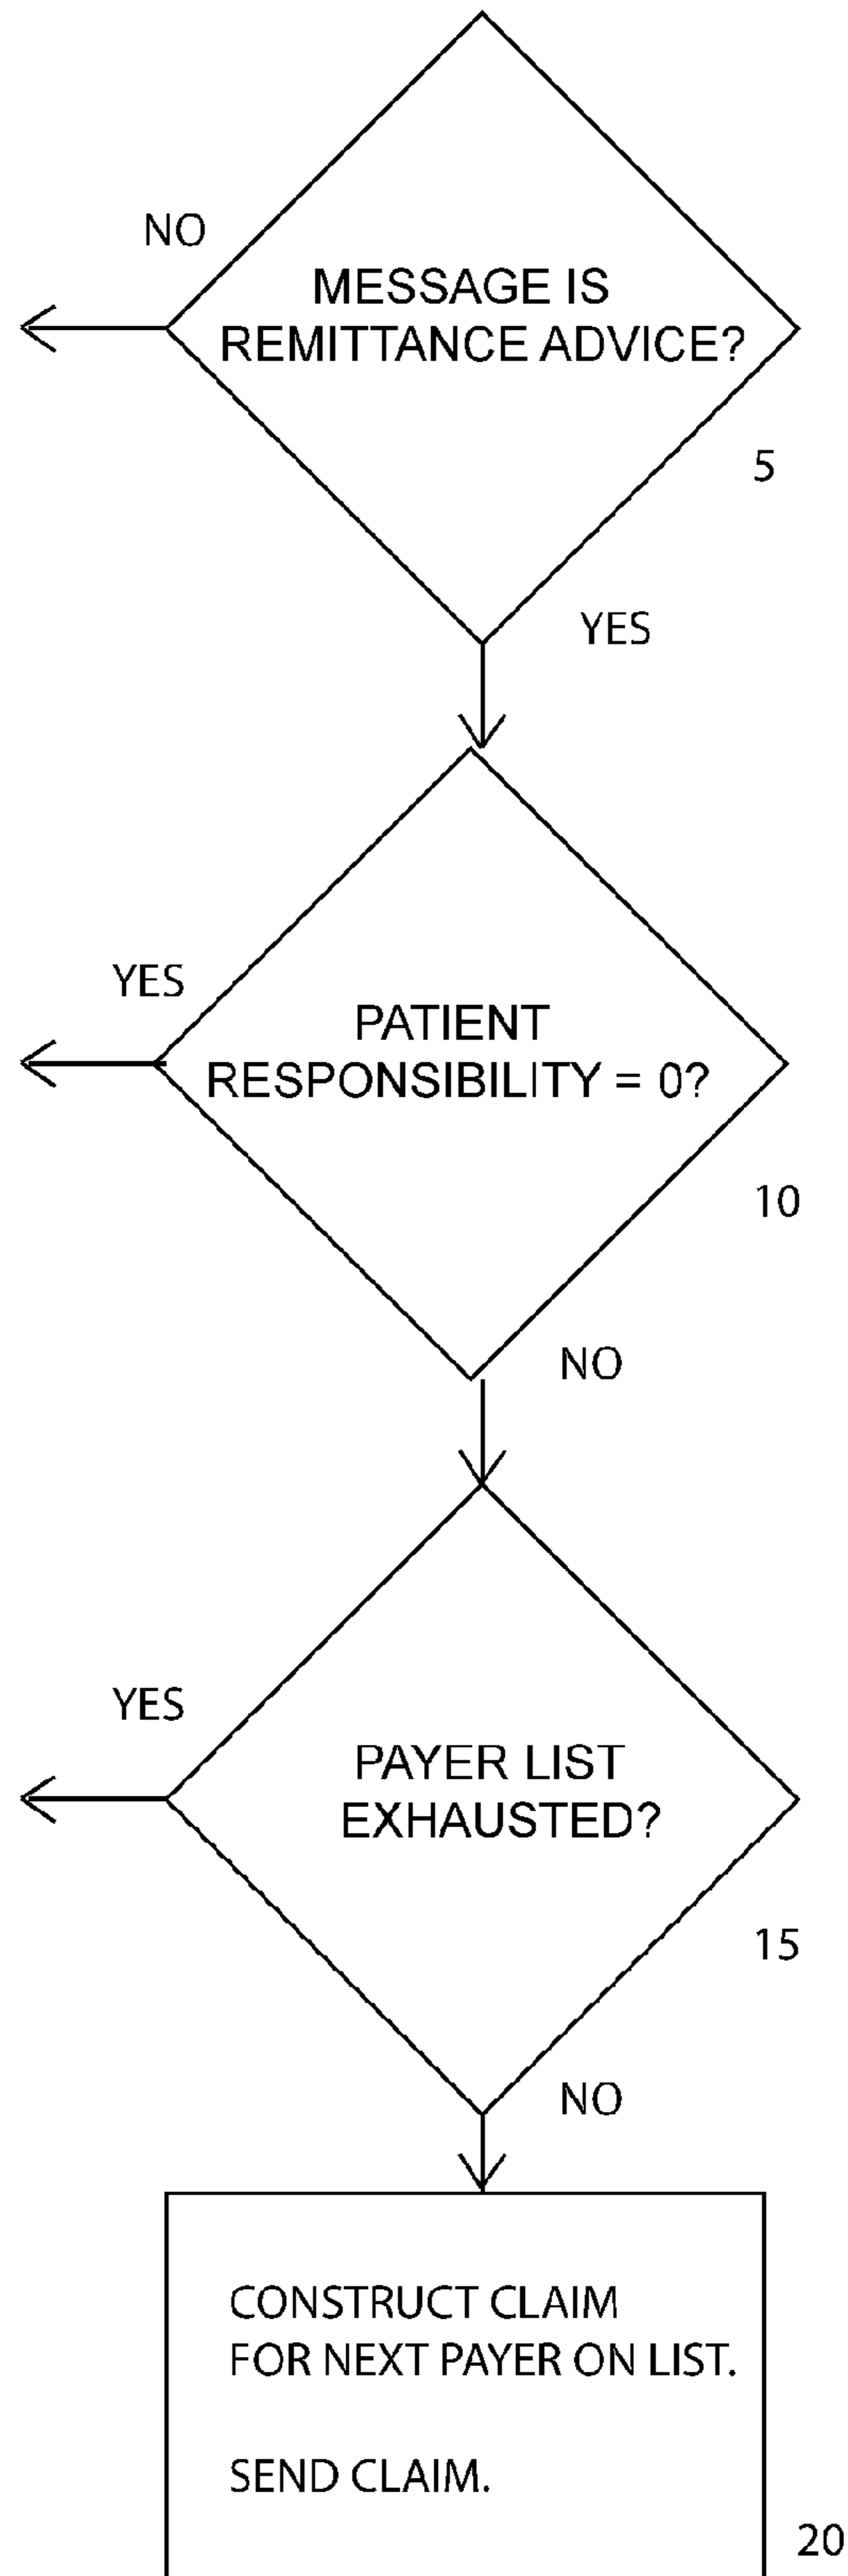 NO
MESSAGE IS
REMITTANCE ADVICE?
5
YES
YES
PATIENT
RESPONSIBILITY = 0?
10
NO
YES
PAYER LIST
EXHAUSTED?
15
NO
CONSTRUCT CLAIM
FOR NEXT PAYER ON LIST.
SEND CLAIM.
20